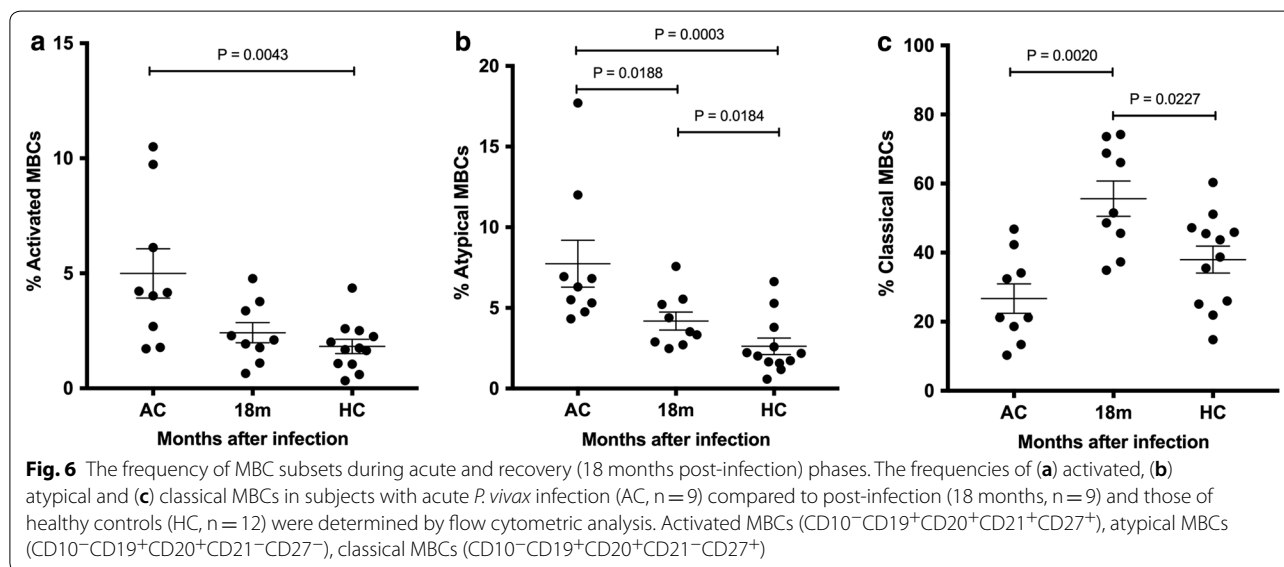 a
15
10
5
0
% Activated MBCs
P = 0.0043
AC 18m HC
Months after infection
b
20
15
10
5
0
% Atypical MBCs
P = 0.0003
P = 0.0188
P = 0.0184
AC 18m HC
Months after infection
c
100
80
60
40
20
0
% Classical MBCs
P = 0.0020
P = 0.0227
AC 18m HC
Months after infection
Fig. 6 The frequency of MBC subsets during acute and recovery (18 months post-infection) phases. The frequencies of (a) activated, (b)
atypical and (c) classical MBCs in subjects with acute P. vivax infection (AC, n = 9) compared to post-infection (18 months, n = 9) and those of
healthy controls (HC, n = 12) were determined by flow cytometric analysis. Activated MBCs (CD10⁻CD19⁺CD20⁺CD21⁺CD27⁺), atypical MBCs
(CD10⁻CD19⁺CD20⁺CD21⁻CD27⁻), classical MBCs (CD10⁻CD19⁺CD20⁺CD21⁻CD27⁺)